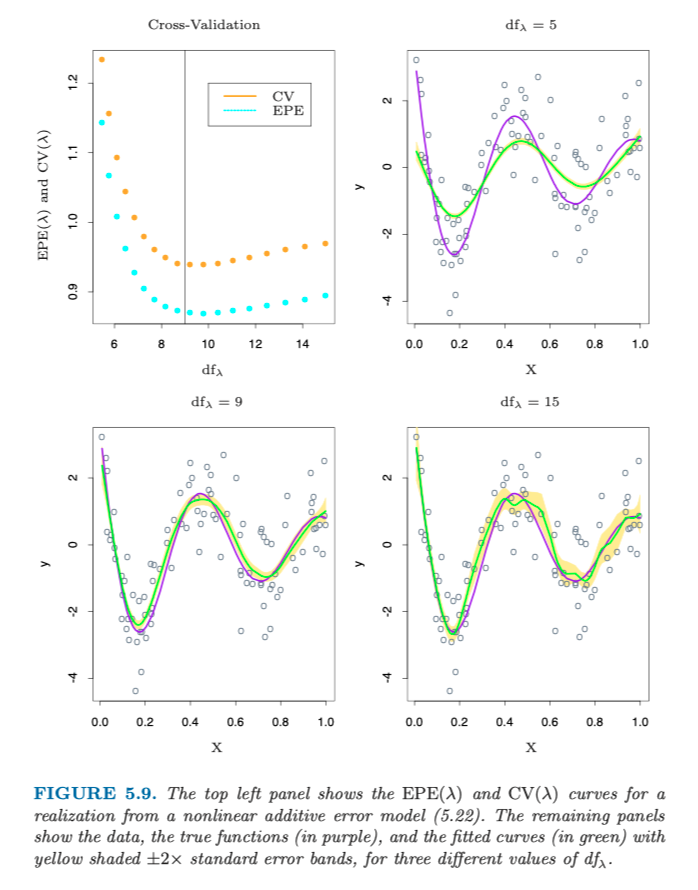 Cross-Validation
EPE(λ) and CV(λ)
1.2
1.1
1.0
0.9
CV
EPE
6 8 10 12 14
df_λ
df_λ = 5
y
2
0
-2
-4
0.0 0.2 0.4 0.6 0.8 1.0
X
df_λ = 9
y
2
0
-2
-4
0.0 0.2 0.4 0.6 0.8 1.0
X
df_λ = 15
y
2
0
-2
-4
0.0 0.2 0.4 0.6 0.8 1.0
X
FIGURE 5.9. The top left panel shows the EPE(λ) and CV(λ) curves for a
realization from a nonlinear additive error model (5.22). The remaining panels
show the data, the true functions (in purple), and the fitted curves (in green) with
yellow shaded ±2× standard error bands, for three different values of df_λ.